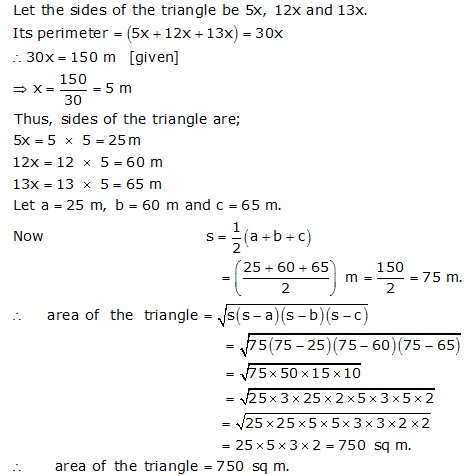 Let the sides of the triangle be 5x, 12x and 13x.
Its perimeter = (5x + 12x + 13x) = 30x
∴ 30x = 150 m [given]
⇒ x = 150/30 = 5 m
Thus, sides of the triangle are;
5x = 5 × 5 = 25 m
12x = 12 × 5 = 60 m
13x = 13 × 5 = 65 m
Let a = 25 m, b = 60 m and c = 65 m.
Now s = 1/2 (a + b + c)
= ((25 + 60 + 65)/2) m = 150/2 = 75 m.
∴ area of the triangle = √(s(s − a)(s − b)(s − c))
= √(75(75 − 25)(75 − 60)(75 − 65))
= √(75 × 50 × 15 × 10)
= √(25 × 3 × 25 × 2 × 5 × 3 × 5 × 2)
= √(25 × 25 × 5 × 5 × 3 × 3 × 2 × 2)
= 25 × 5 × 3 × 2 = 750 sq m.
∴ area of the triangle = 750 sq m.